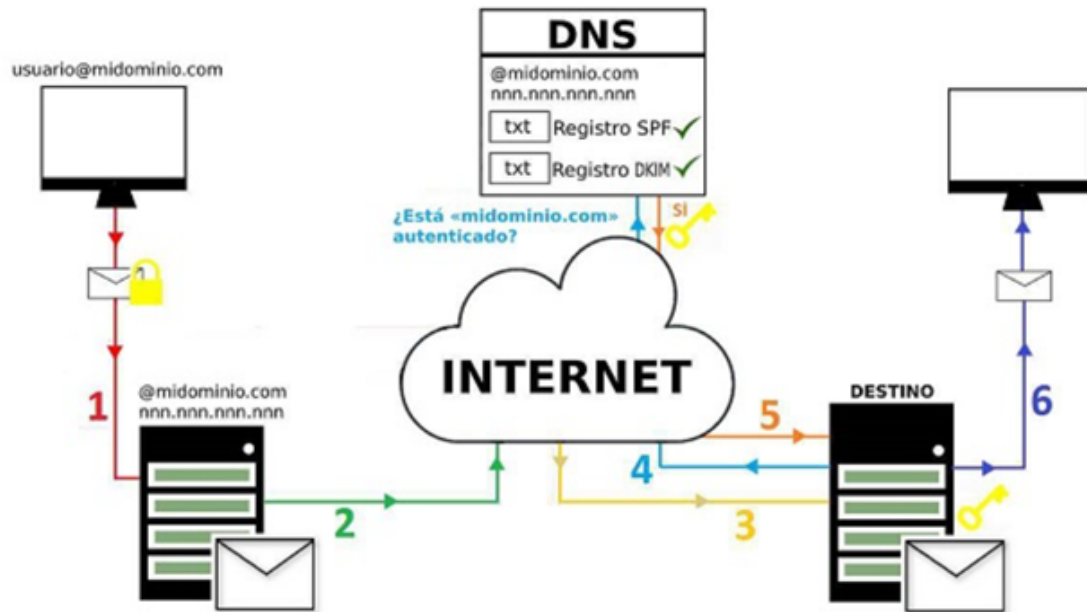 DNS
@midominio.com
nnn.nnn.nnn.nnn
txt Registro SPF
txt Registro DKIM
usuario@midominio.com
¿Está «midominio.com»
autenticado?
Si
INTERNET
1
@midominio.com
nnn.nnn.nnn.nnn
2
3
4
5
DESTINO
6